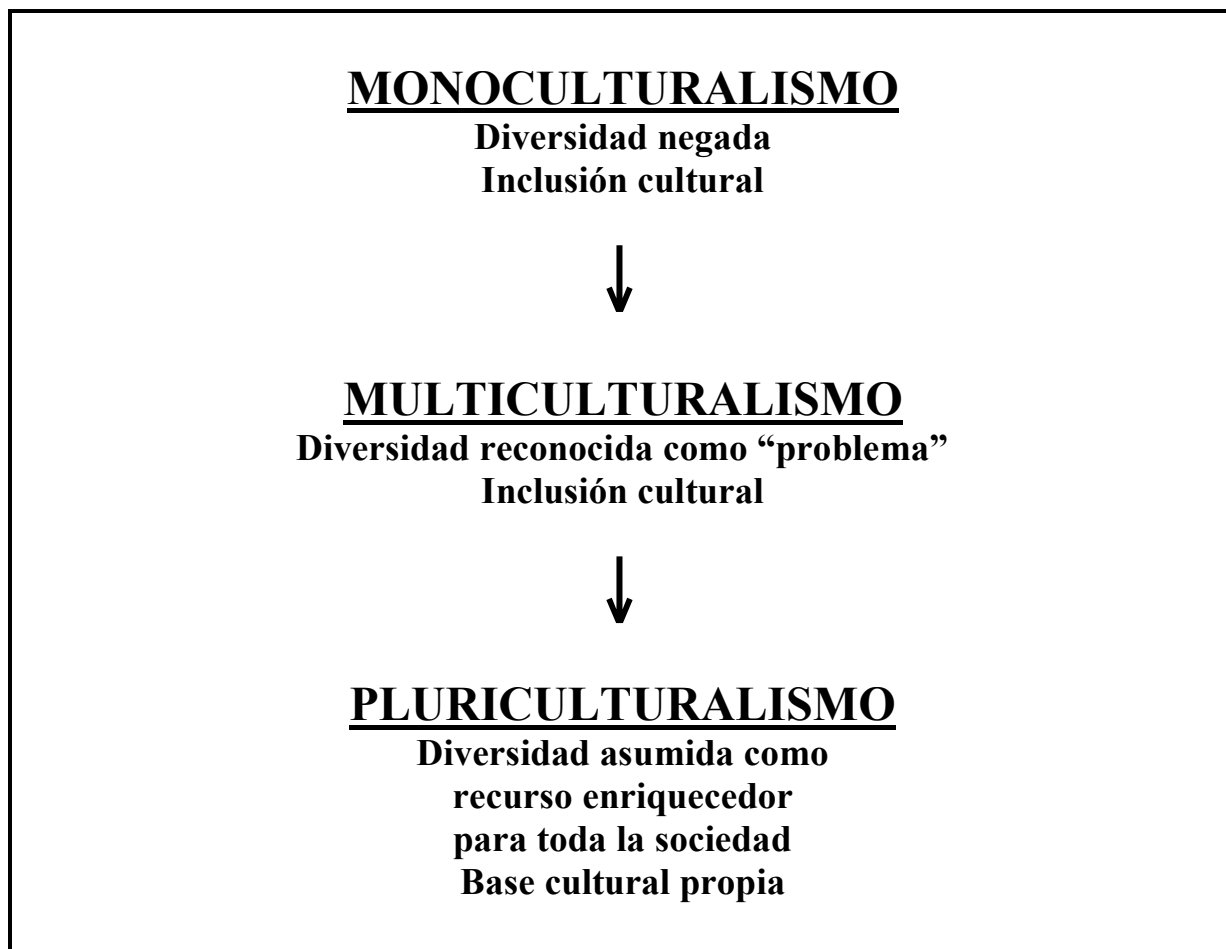 MONOCULTURALISMO
Diversidad negada
Inclusión cultural
MULTICULTURALISMO
Diversidad reconocida como “problema”
Inclusión cultural
PLURICULTURALISMO
Diversidad asumida como
recurso enriquecedor
para toda la sociedad
Base cultural propia